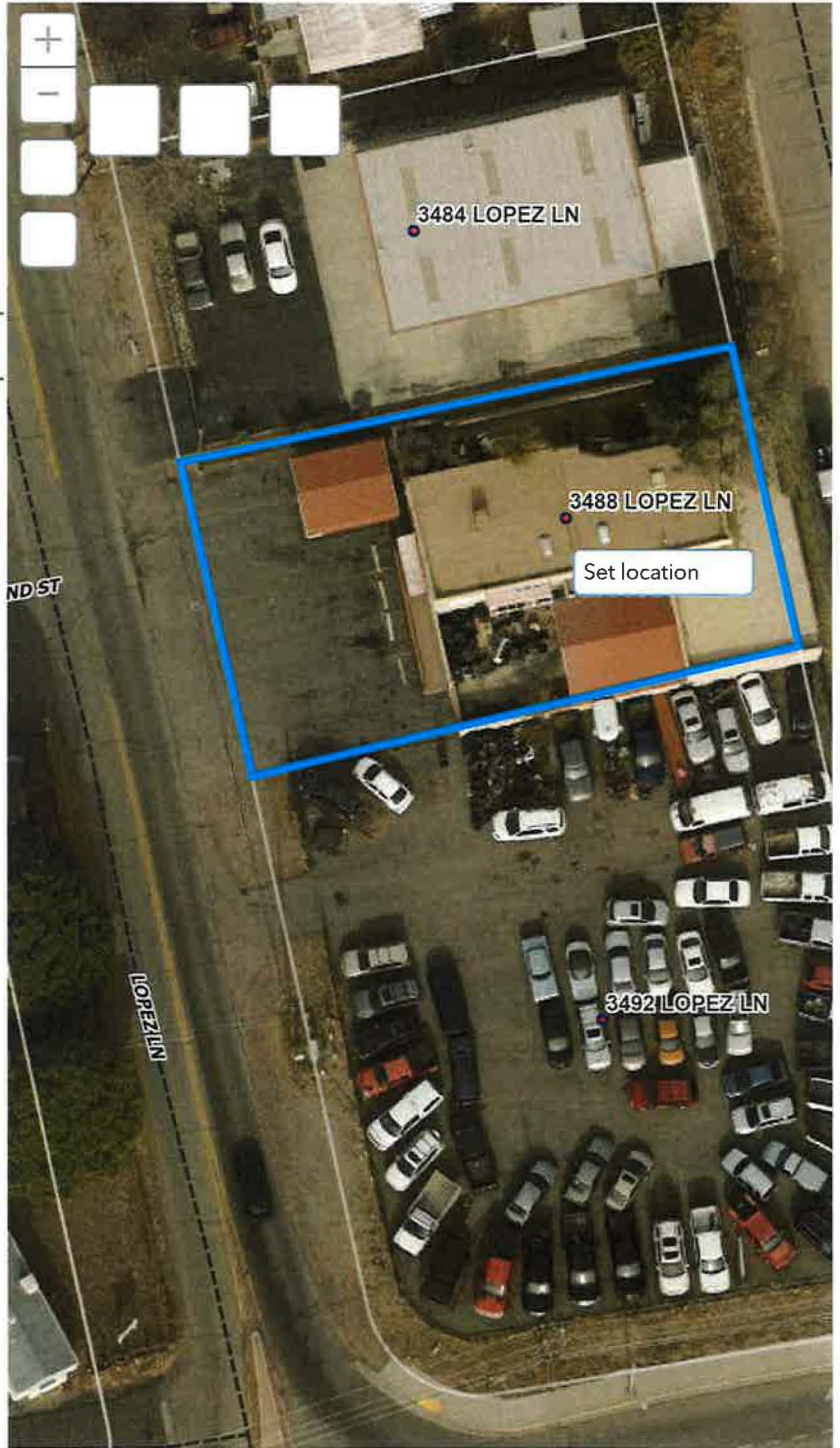 +
−
3484 LOPEZ LN
3488 LOPEZ LN
Set location
ND ST
3492 LOPEZ LN
LOPEZ LN